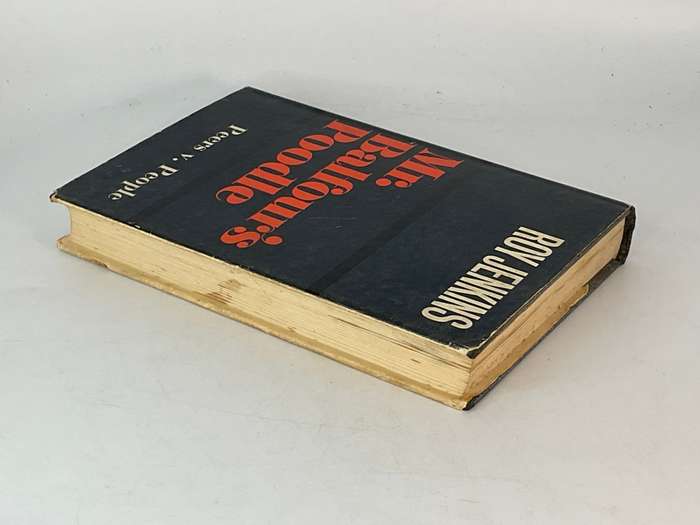 ROY JENKINS
Mr.
Balfour's
Poodle
Peers v. People